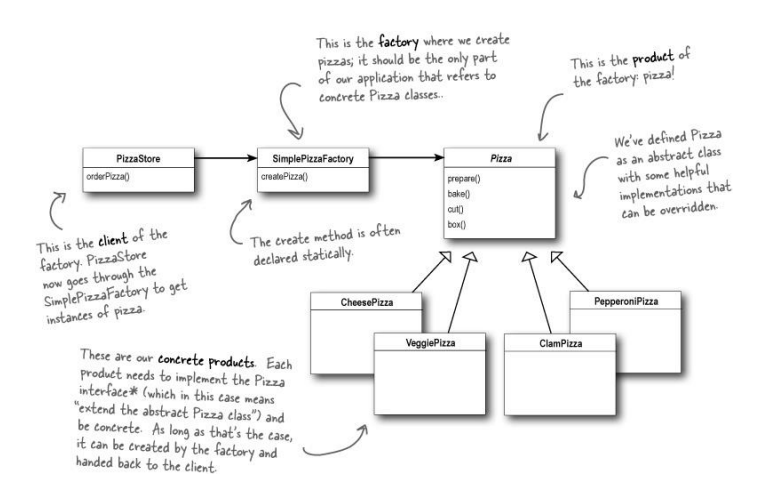 This is the factory where we create
pizzas; it should be the only part
of our application that refers to
concrete Pizza classes..
This is the product of
the factory: pizza!
PizzaStore
orderPizza()
SimplePizzaFactory
createPizza()
Pizza
prepare()
bake()
cut()
box()
We've defined Pizza
as an abstract class
with some helpful
implementations that
can be overridden.
This is the client of the
factory. PizzaStore
now goes through the
SimplePizzaFactory to get
instances of pizza.
The create method is often
declared statically.
CheesePizza
VeggiePizza
ClamPizza
PepperoniPizza
These are our concrete products. Each
product needs to implement the Pizza
interface* (which in this case means
"extend the abstract Pizza class") and
be concrete. As long as that's the case,
it can be created by the factory and
handed back to the client.